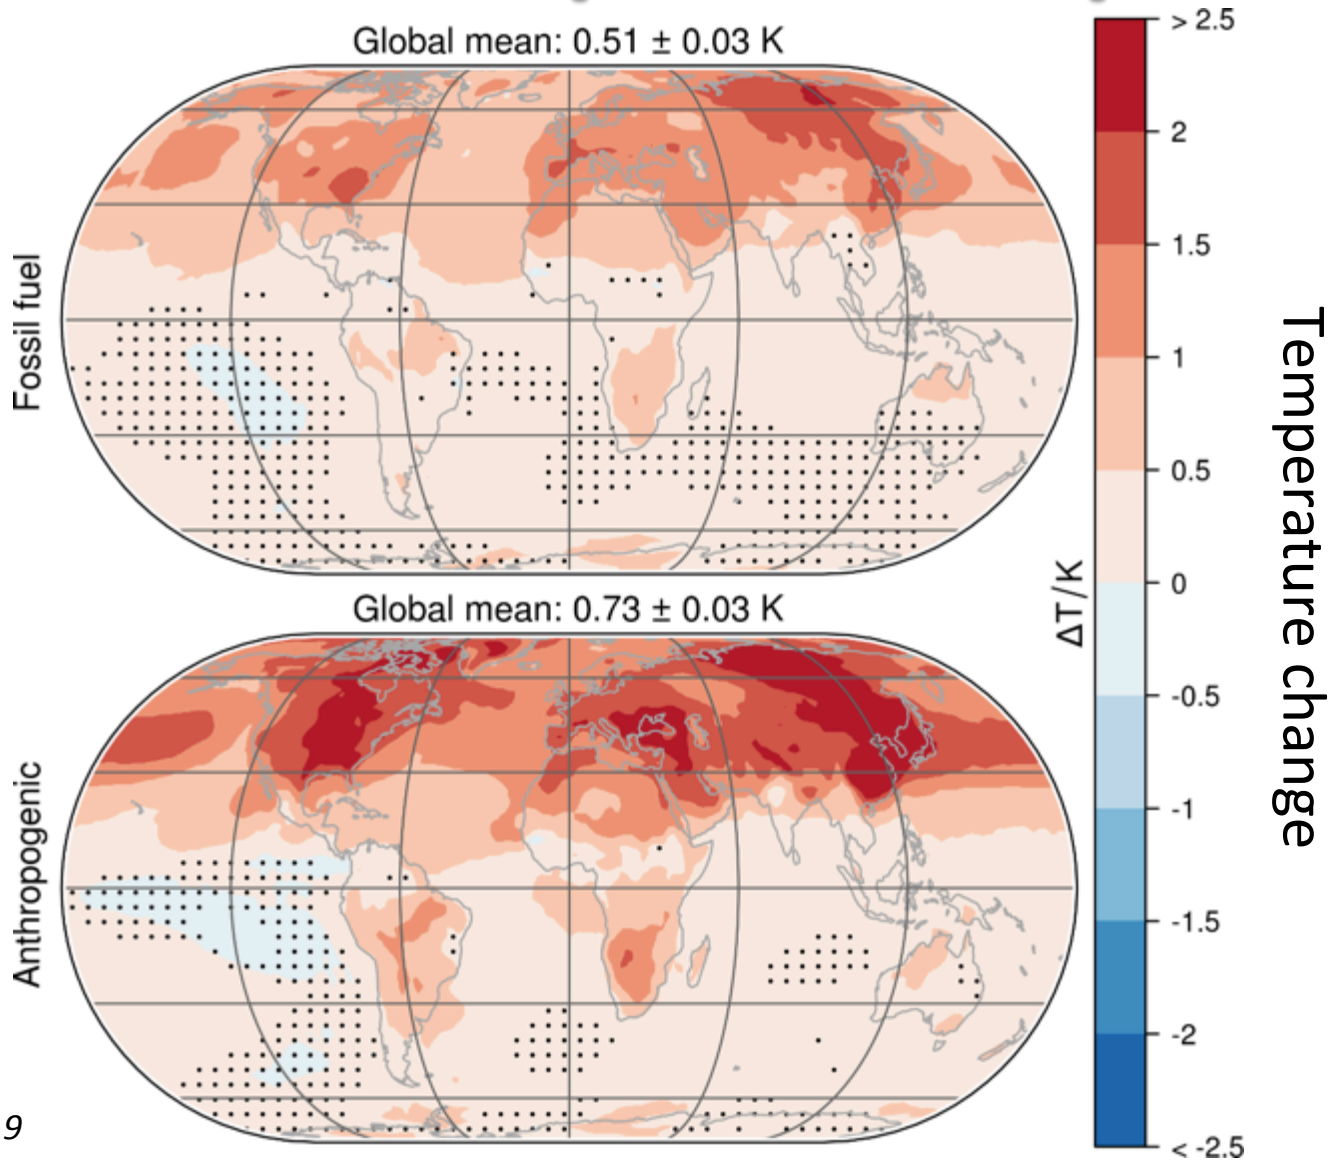 Global mean: 0.51 ± 0.03 K
Fossil fuel
Global mean: 0.73 ± 0.03 K
Anthropogenic
> 2.5
2
1.5
1
0.5
0
-0.5
-1
-1.5
-2
< -2.5
ΔT/K
Temperature change
9